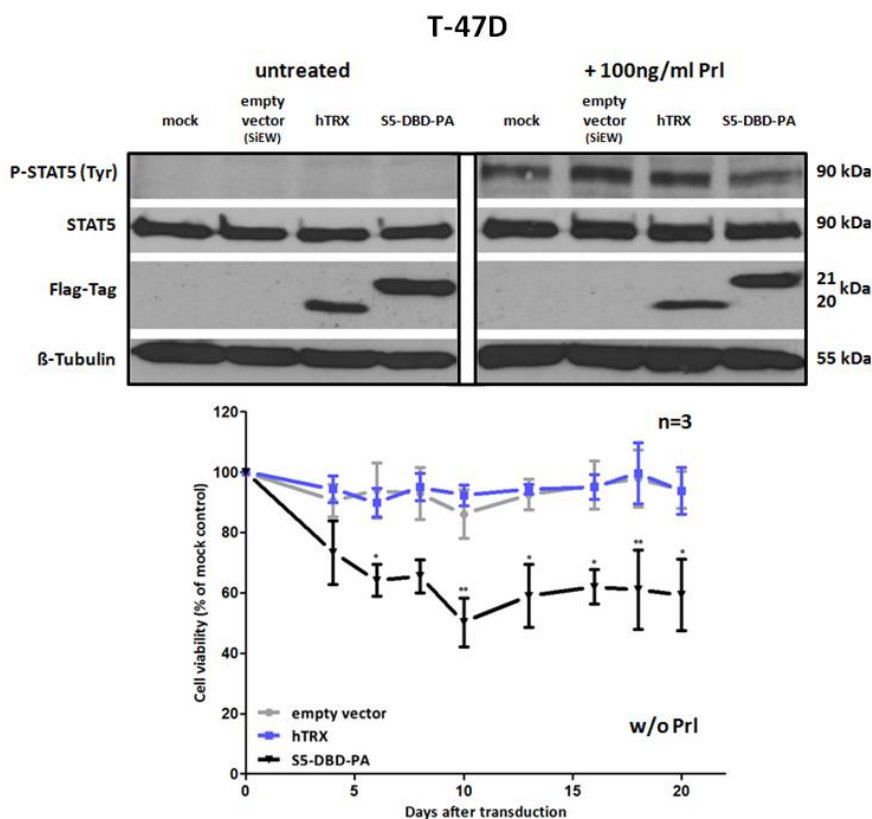 T-47D
untreated
+ 100ng/ml Prl
mock
empty
vector
(SiEW)
hTRX
S5-DBD-PA
mock
empty
vector
(SiEW)
hTRX
S5-DBD-PA
P-STAT5 (Tyr)
90 kDa
STAT5
90 kDa
Flag-Tag
21
20
kDa
ß-Tubulin
55 kDa
n=3
120
100
80
60
40
20
0
Cell viability (% of mock control)
*
**
*
*
**
*
empty vector
hTRX
S5-DBD-PA
w/o Prl
0
5
10
15
20
Days after transduction